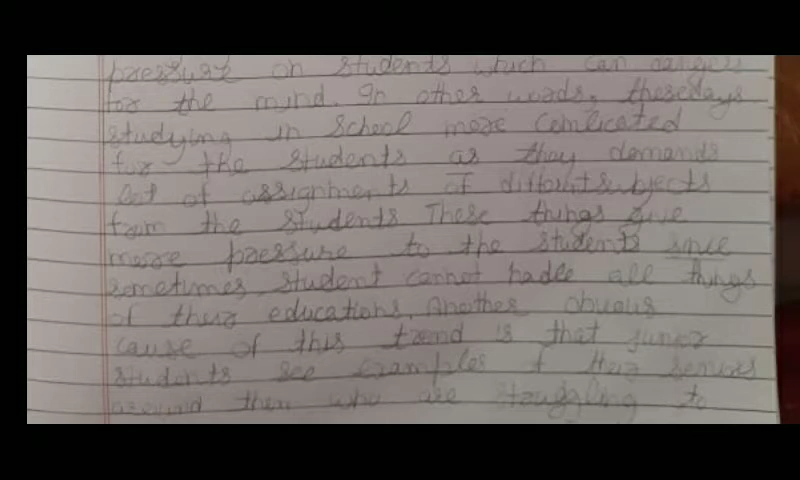 pressure on students which can dangers
for the mind. In other words, thesedays
studying in school more complicated
for the students as they demands
lot of assignments of different subjects
from the students These things give
more pressure to the students since
sometimes student cannot hadle all things
of their educations. Another obvious
cause of this trend is that junior
students see examples of their seniors
around them who are struggling to